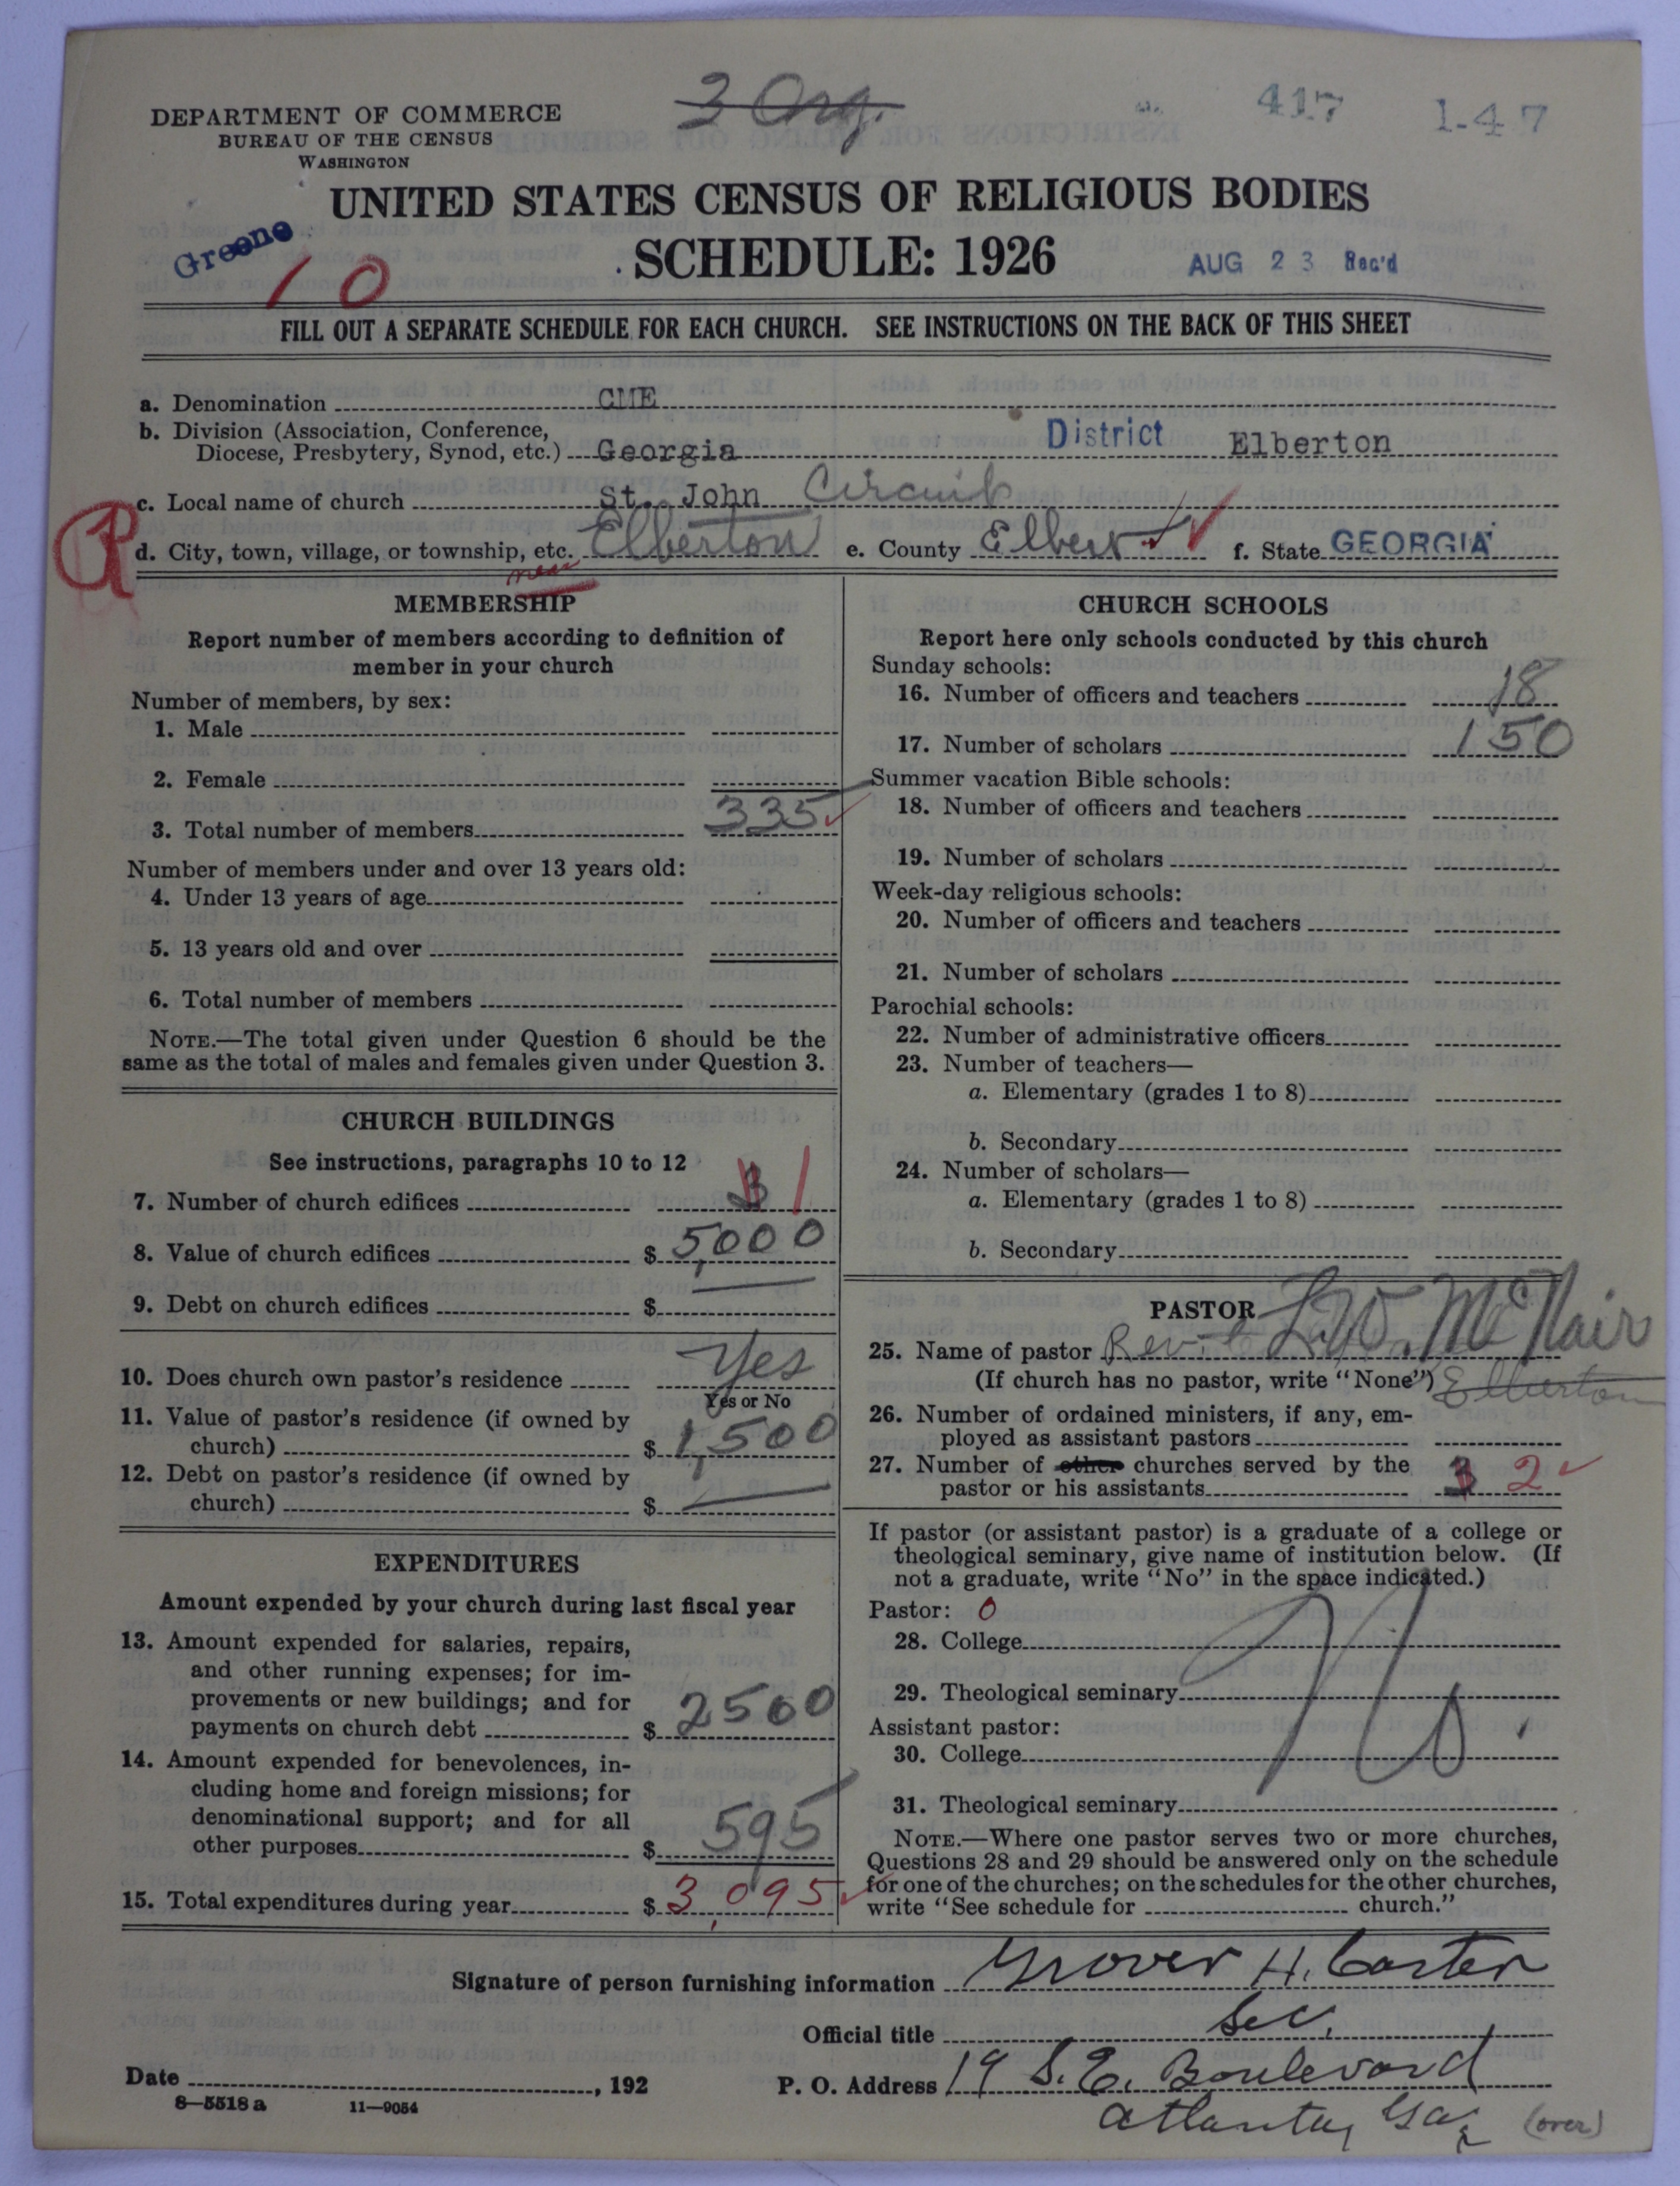 3 Org.
417
1-47
DEPARTMENT OF COMMERCE
BUREAU OF THE CENSUS
WASHINGTON
UNITED STATES CENSUS OF RELIGIOUS BODIES
SCHEDULE: 1926
Greene
10
AUG 23 Rec'd
FILL OUT A SEPARATE SCHEDULE FOR EACH CHURCH. SEE INSTRUCTIONS ON THE BACK OF THIS SHEET
a. Denomination CME
b. Division (Association, Conference,
Diocese, Presbytery, Synod, etc.) Georgia District Elberton
c. Local name of church St. John Circuit
R
d. City, town, village, or township, etc. Elberton e. County Elbert f. State GEORGIA
near
MEMBERSHIP
Report number of members according to definition of
member in your church
Number of members, by sex:
1. Male
2. Female
3. Total number of members 335
Number of members under and over 13 years old:
4. Under 13 years of age
5. 13 years old and over
6. Total number of members
NOTE.—The total given under Question 6 should be the
same as the total of males and females given under Question 3.
CHURCH BUILDINGS
See instructions, paragraphs 10 to 12
7. Number of church edifices 3 1
8. Value of church edifices $ 5,000
9. Debt on church edifices $
10. Does church own pastor's residence Yes
Yes or No
11. Value of pastor's residence (if owned by
church) $ 1,500
12. Debt on pastor's residence (if owned by
church) $
EXPENDITURES
Amount expended by your church during last fiscal year
13. Amount expended for salaries, repairs,
and other running expenses; for im-
provements or new buildings; and for
payments on church debt $ 2500
14. Amount expended for benevolences, in-
cluding home and foreign missions; for
denominational support; and for all
other purposes $ 595
15. Total expenditures during year $ 3,095
CHURCH SCHOOLS
Report here only schools conducted by this church
Sunday schools:
16. Number of officers and teachers 18
17. Number of scholars 150
Summer vacation Bible schools:
18. Number of officers and teachers
19. Number of scholars
Week-day religious schools:
20. Number of officers and teachers
21. Number of scholars
Parochial schools:
22. Number of administrative officers
23. Number of teachers—
a. Elementary (grades 1 to 8)
b. Secondary
24. Number of scholars—
a. Elementary (grades 1 to 8)
b. Secondary
PASTOR
25. Name of pastor Rev. L.W. McNair
(If church has no pastor, write "None") Elberton
26. Number of ordained ministers, if any, em-
ployed as assistant pastors
27. Number of other churches served by the
pastor or his assistants 3 2
If pastor (or assistant pastor) is a graduate of a college or
theological seminary, give name of institution below. (If
not a graduate, write "No" in the space indicated.)
Pastor: 0
28. College
29. Theological seminary
No.
Assistant pastor:
30. College
31. Theological seminary
NOTE.—Where one pastor serves two or more churches,
Questions 28 and 29 should be answered only on the schedule
for one of the churches; on the schedules for the other churches,
write "See schedule for church."
Signature of person furnishing information Grover H. Carter
Official title Sec.
Date , 192
P. O. Address 19 S.E. Boulevard
Atlanta, Ga.
(over)
8—5518 a 11—9054